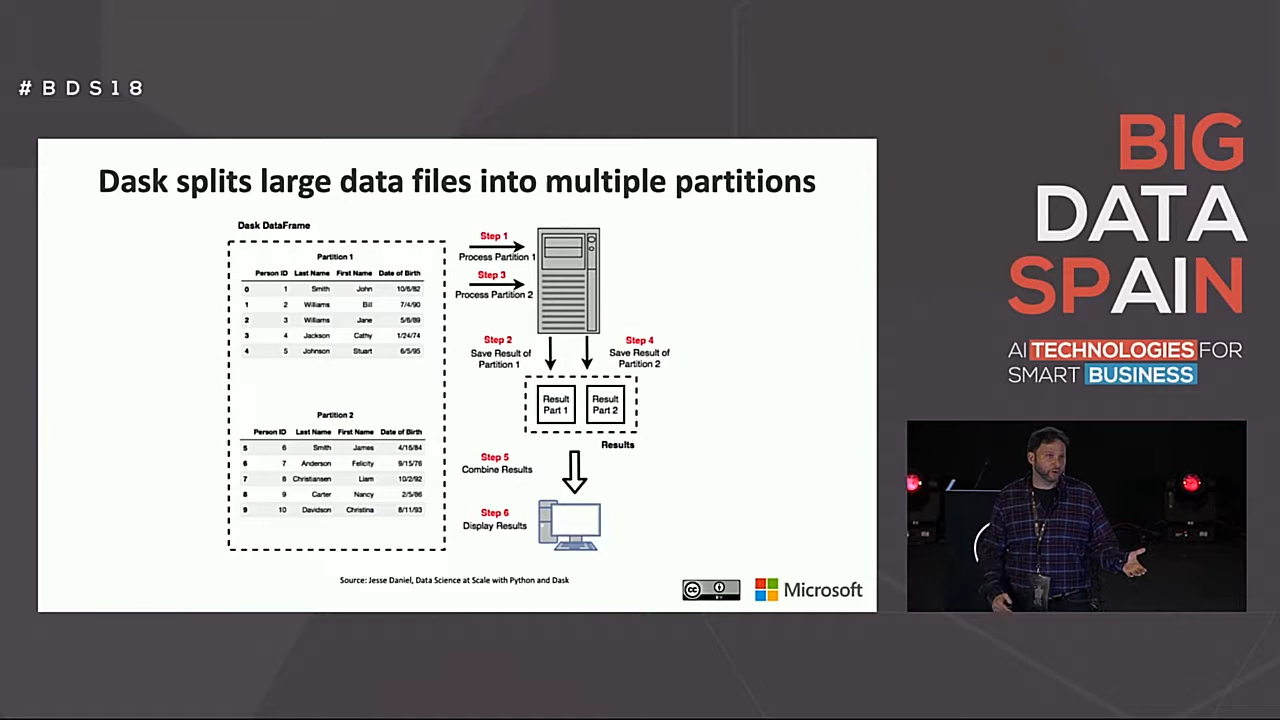 #BDS18
Dask splits large data files into multiple partitions
Dask DataFrame
Partition 1
Person ID Last Name First Name Date of Birth
0 1 Smith John 10/6/82
1 2 Williams Bill 7/4/90
2 3 Williams Jane 5/6/89
3 4 Jackson Cathy 1/24/74
4 5 Johnson Stuart 6/5/95
Partition 2
Person ID Last Name First Name Date of Birth
5 6 Smith James 4/16/84
6 7 Anderson Felicity 9/15/76
7 8 Christiansen Liam 10/2/92
8 9 Carter Nancy 2/5/86
9 10 Davidson Christina 8/11/93
Step 1
Process Partition 1
Step 3
Process Partition 2
Step 2
Save Result of
Partition 1
Step 4
Save Result of
Partition 2
Result
Part 1
Result
Part 2
Results
Step 5
Combine Results
Step 6
Display Results
Source: Jesse Daniel, Data Science at Scale with Python and Dask
cc
BY
Microsoft
BIG
DATA
SPAIN
AI TECHNOLOGIES FOR
SMART BUSINESS